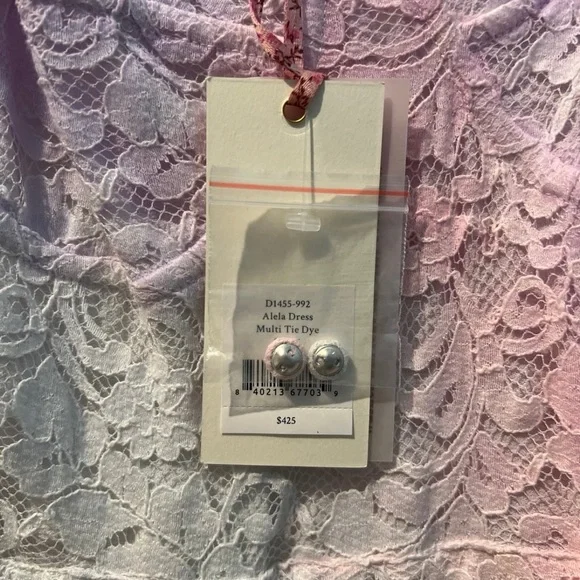 D1455-992
Alela Dress
Multi Tie Dye
8 40213 67703 9
$425